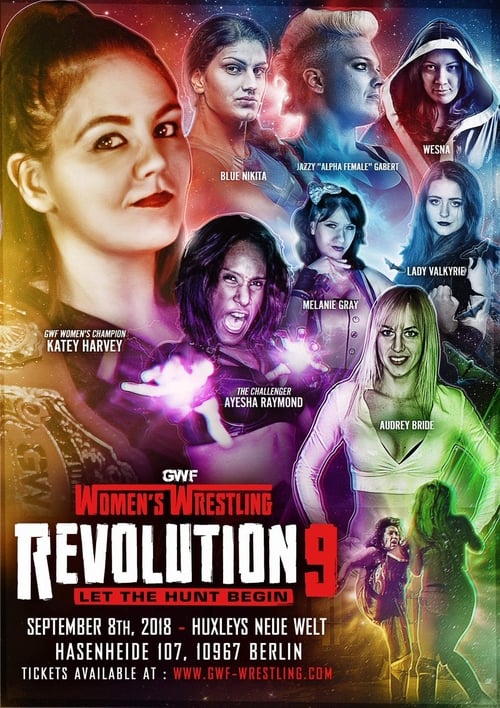 BLUE NIKITA
JAZZY "ALPHA FEMALE" GABERT
WESNA
LADY VALKYRIE
MELANIE GRAY
GWF WOMEN'S CHAMPION
KATEY HARVEY
THE CHALLENGER
AYESHA RAYMOND
AUDREY BRIDE
GWF
WOMEN'S WRESTLING
REVOLUTION 9
LET THE HUNT BEGIN
SEPTEMBER 8TH, 2018 - HUXLEYS NEUE WELT
HASENHEIDE 107, 10967 BERLIN
TICKETS AVAILABLE AT : WWW.GWF-WRESTLING.COM